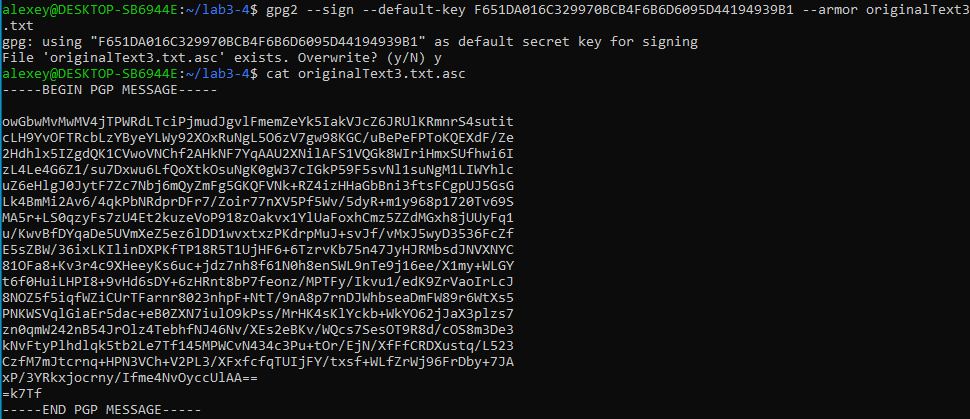 alexey@DESKTOP-SB6944E:~/lab3-4$ gpg2 --sign --default-key F651DA016C329970BCB4F6B6D6095D44194939B1 --armor originalText3
.txt
gpg: using "F651DA016C329970BCB4F6B6D6095D44194939B1" as default secret key for signing
File 'originalText3.txt.asc' exists. Overwrite? (y/N) y
alexey@DESKTOP-SB6944E:~/lab3-4$ cat originalText3.txt.asc
-----BEGIN PGP MESSAGE-----

owGbwMvMwMV4jTPWRdLTciPjmudJgvlFmemZeYk5IakVJcZ6JRUlKRmnrS4sutit
cLH9YvOFTRcbLzYByeYLWy92XOxRuNgL5O6zV7gw98KGC/uBePeFPToKQEXdF/Ze
2Hdhlx5IZgdQK1CVwoVNChf2AHkNF7YqAAU2XNilAFS1VQGk8WIriHmxSUfhwi6I
zL4Le4G6Z1/su7Dxwu6LfQoXtkOsuNgK0gW37cIGkP59F5svNl1suNgM1LIWYhlc
uZ6eHlgJ0JytF7Zc7Nbj6mQyZmFg5GKQFVNk+RZ4izHHaGbBni3ftsFCgpUJ5GsG
Lk4BmMi2Av6/4qkPbNRdprDFr7/Zoir77nXV5Pf5Wv/5dyR+m1y968p1720Tv69S
MA5r+LS0qzyFs7zU4Et2kuzeVoP918zOakvx1YlUaFoxhCmz5ZZdMGxh8jUUyFq1
u/KwvBfDYqaDe5UVmXeZ5ez6lDD1wvxtxzPKdrpMuJ+svJf/vMxJ5wyD3536FcZf
E5sZBW/36ixLKIlinDXPKfTP18R5T1UjHF6+6TzrvKb75n47JyHJRMbsdJNVXNYC
81OFa8+Kv3r4c9XHeeyKs6uc+jdz7nh8f61N0h8enSWL9nTe9j16ee/X1my+WLGY
t6f0HuiLHPI8+9vHd6sDY+6zHRnt8bP7feonz/MPTFy/Ikvu1/edK9ZrVaoIrLcJ
8NOZ5f5iqfWZiCUrTFarnr8023nhpF+NtT/9nA8p7rnDJWhbseaDmFW89r6WtXs5
PNKWSVqlGiaEr5dac+eB0ZXN7iulO9kPss/MrHK4sKlYckb+WkYO62jJaX3plzs7
zn0qmW242nB54JrOlz4TebhfNJ46Nv/XEs2eBKv/WQcs7SesOT9R8d/cOS8m3De3
kNvFtyPlhdlqk5tb2Le7Tf145MPWCvN434c3Pu+tOr/EjN/XfFfCRDXustq/L523
CzfM7mJtcrnq+HPN3VCh+V2PL3/XFxfcfqTUIjFY/txsf+WLfZrWj96FrDby+7JA
xP/3YRkxjocrny/Ifme4NvOyccUlAA==
=k7Tf
-----END PGP MESSAGE-----